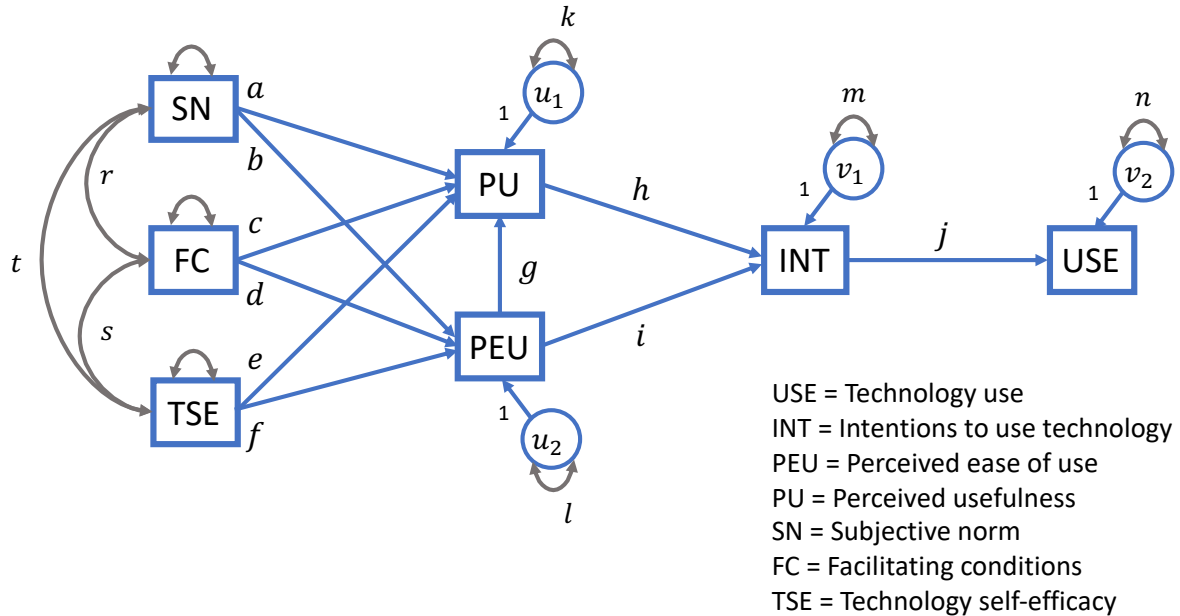 k
SN
a
u1
1
m
n
b
r
PU
h
v1
1
v2
1
c
t
FC
g
INT
j
USE
d
s
i
e
PEU
TSE
1
f
u2
l
USE = Technology use
INT = Intentions to use technology
PEU = Perceived ease of use
PU = Perceived usefulness
SN = Subjective norm
FC = Facilitating conditions
TSE = Technology self-efficacy